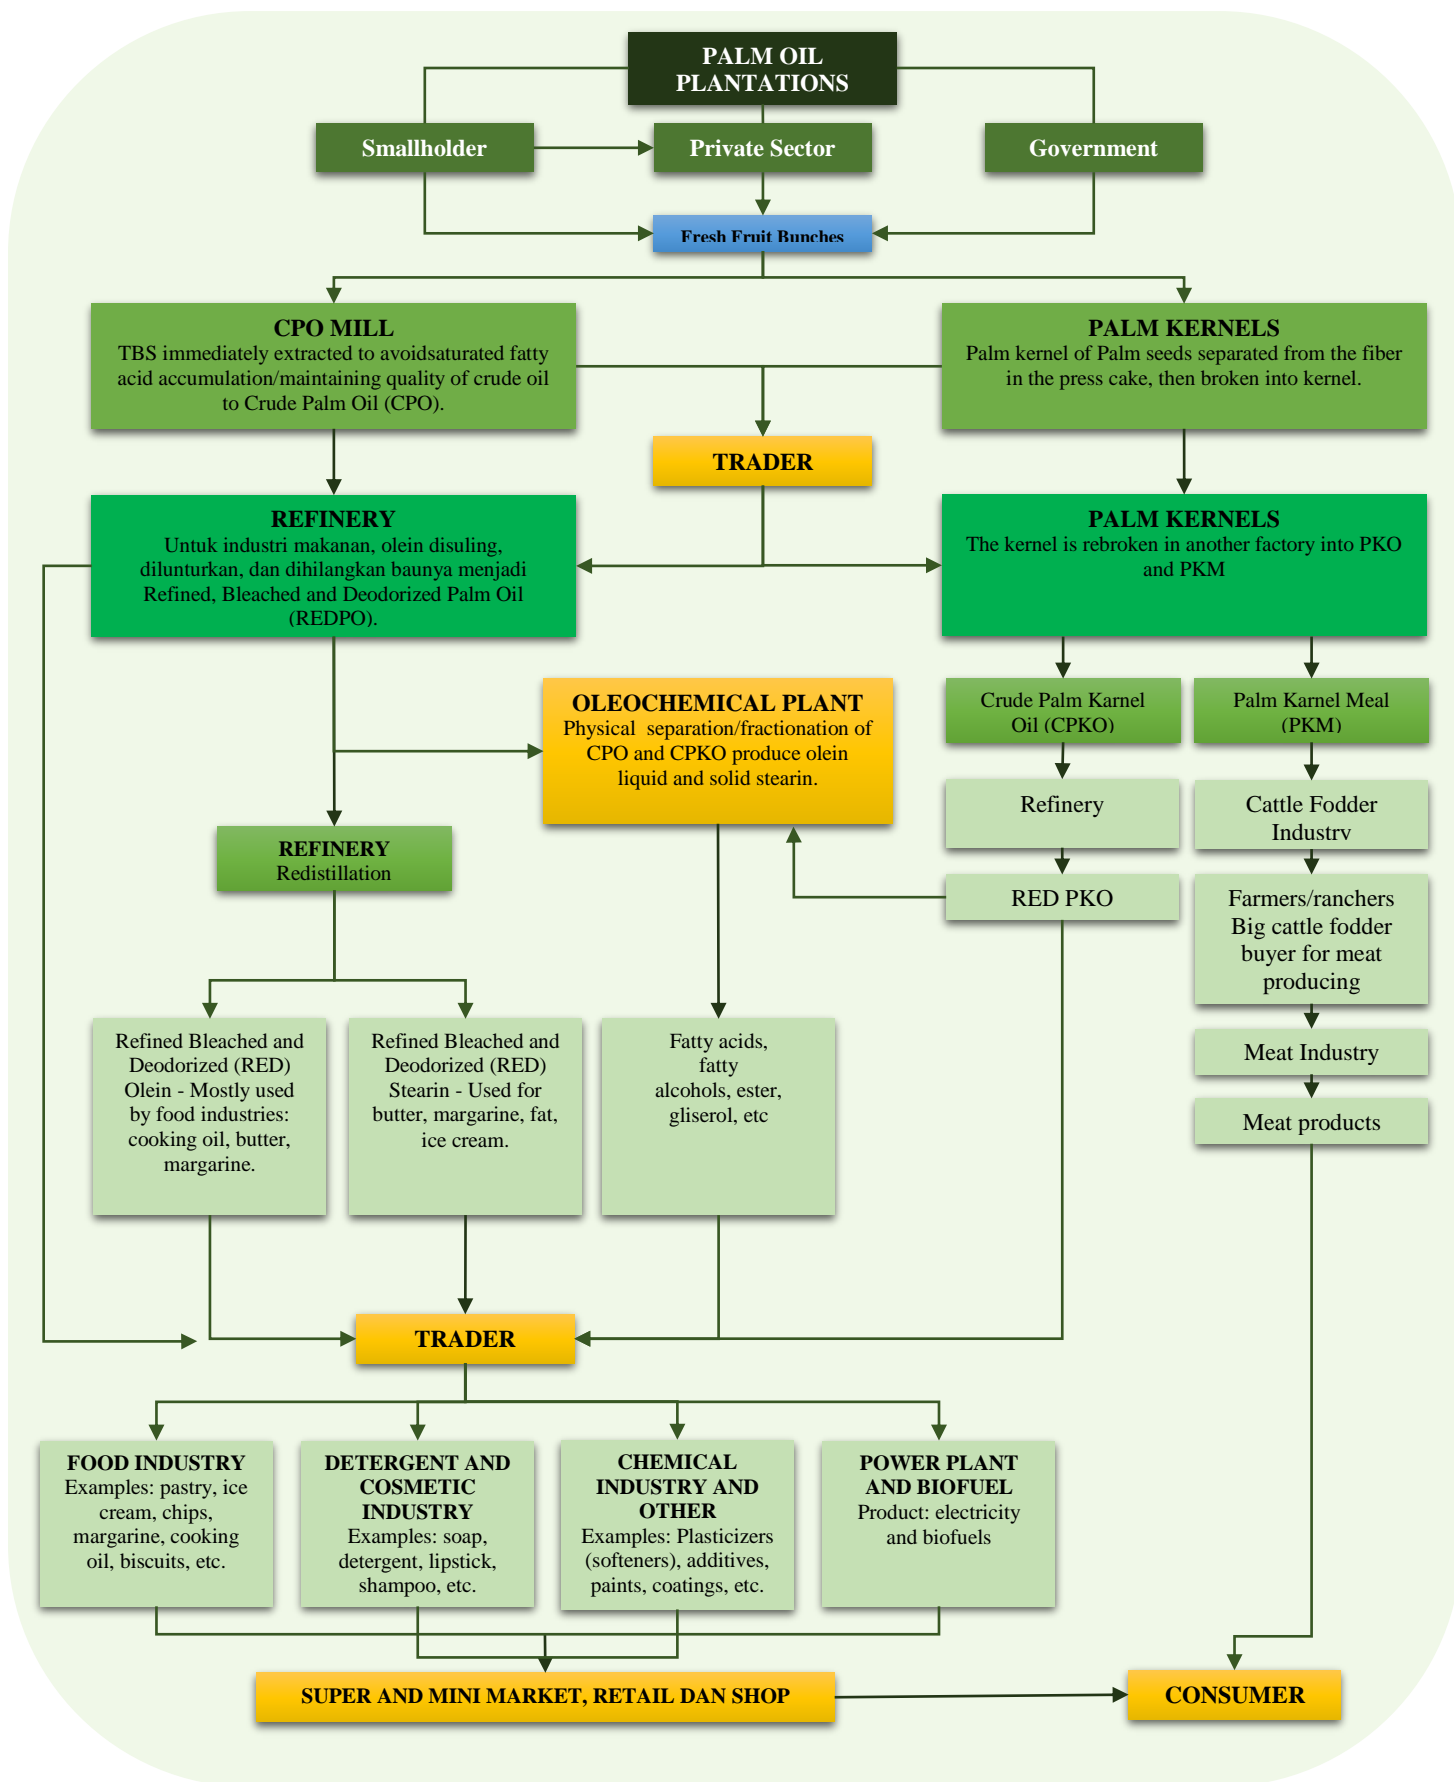 PALM OIL
PLANTATIONS
Smallholder
Private Sector
Government
Fresh Fruit Bunches
CPO MILL
TBS immediately extracted to avoidsaturated fatty
acid accumulation/maintaining quality of crude oil
to Crude Palm Oil (CPO).
PALM KERNELS
Palm kernel of Palm seeds separated from the fiber
in the press cake, then broken into kernel.
TRADER
REFINERY
Untuk industri makanan, olein disuling,
dilunturkan, dan dihilangkan baunya menjadi
Refined, Bleached and Deodorized Palm Oil
(REDPO).
PALM KERNELS
The kernel is rebroken in another factory into PKO
and PKM
OLEOCHEMICAL PLANT
Physical separation/fractionation of
CPO and CPKO produce olein
liquid and solid stearin.
Crude Palm Karnel
Oil (CPKO)
Palm Karnel Meal
(PKM)
Refinery
Cattle Fodder
Industry
REFINERY
Redistillation
RED PKO
Farmers/ranchers
Big cattle fodder
buyer for meat
producing
Refined Bleached and
Deodorized (RED)
Olein - Mostly used
by food industries:
cooking oil, butter,
margarine.
Refined Bleached and
Deodorized (RED)
Stearin - Used for
butter, margarine, fat,
ice cream.
Fatty acids,
fatty
alcohols, ester,
gliserol, etc
Meat Industry
Meat products
TRADER
FOOD INDUSTRY
Examples: pastry, ice
cream, chips,
margarine, cooking
oil, biscuits, etc.
DETERGENT AND
COSMETIC
INDUSTRY
Examples: soap,
detergent, lipstick,
shampoo, etc.
CHEMICAL
INDUSTRY AND
OTHER
Examples: Plasticizers
(softeners), additives,
paints, coatings, etc.
POWER PLANT
AND BIOFUEL
Product: electricity
and biofuels
SUPER AND MINI MARKET, RETAIL DAN SHOP
CONSUMER